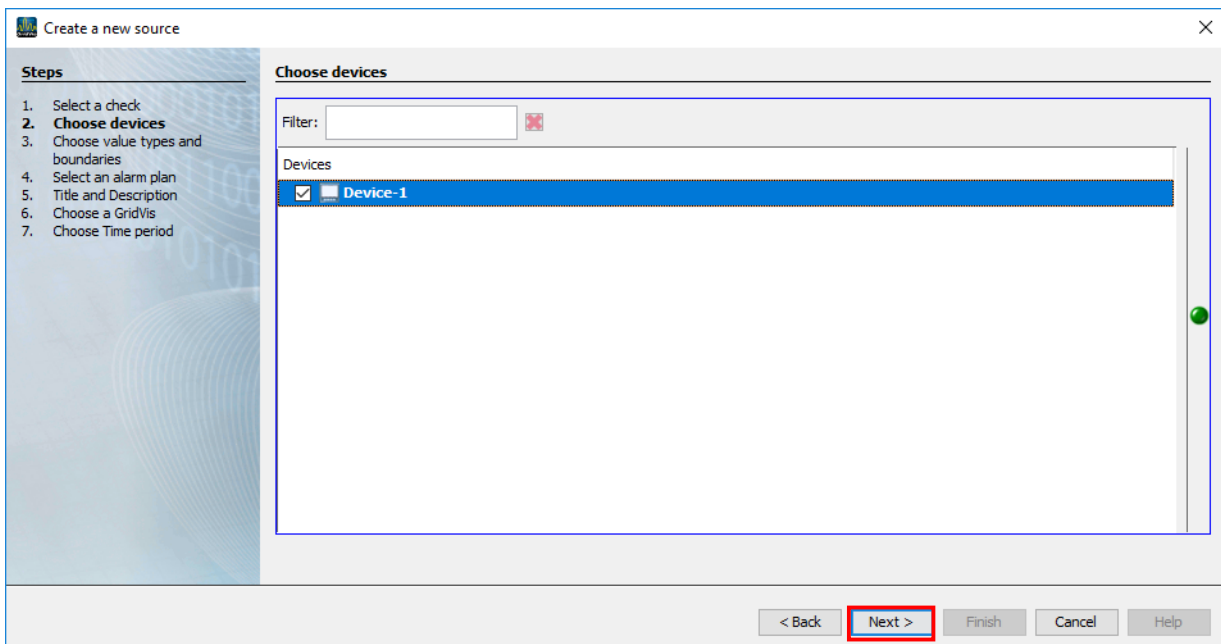 Create a new source
Steps
1. Select a check
2. Choose devices
3. Choose value types and
boundaries
4. Select an alarm plan
5. Title and Description
6. Choose a GridVis
7. Choose Time period
Choose devices
Filter:
Devices
Device-1
< Back
Next >
Finish
Cancel
Help